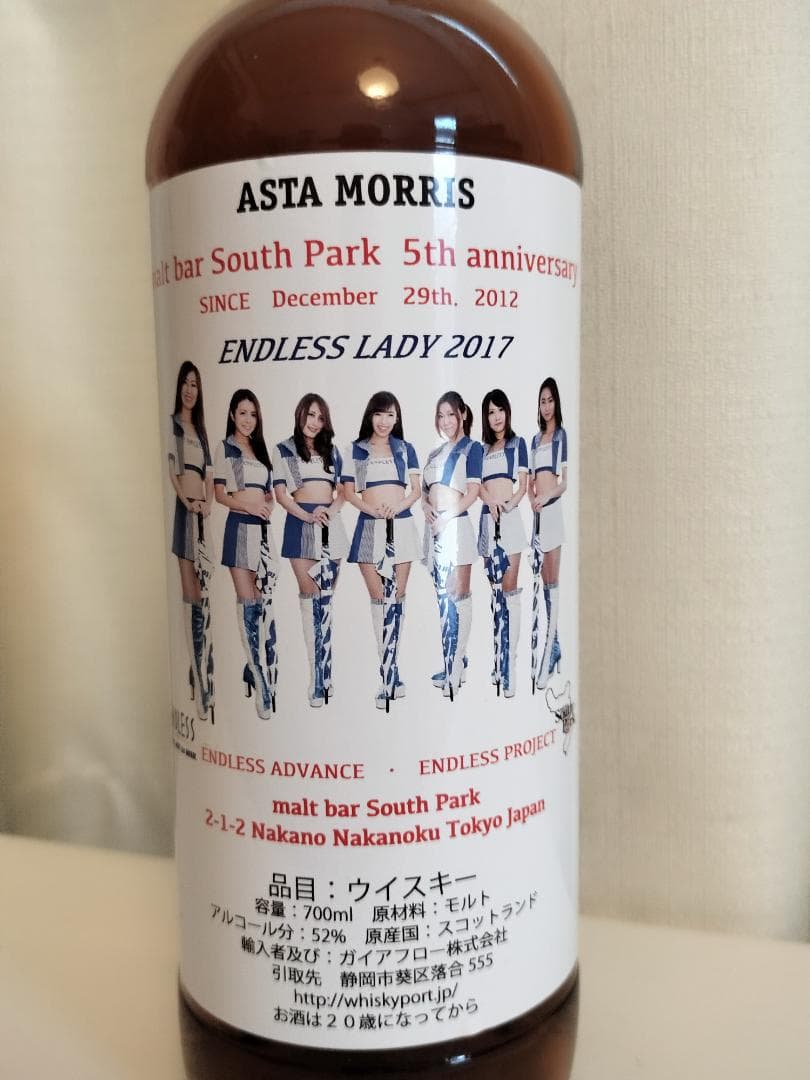 ASTA MORRIS
malt bar South Park 5th anniversary
SINCE December 29th, 2012
ENDLESS LADY 2017
ENDLESS ADVANCE ・ ENDLESS PROJECT
malt bar South Park
2-1-2 Nakano Nakanoku Tokyo Japan
品目：ウイスキー
容量：700ml 原材料：モルト
アルコール分：52% 原産国：スコットランド
輸入者及び：ガイアフロー株式会社
引取先 静岡市葵区落合 555
http://whiskyport.jp/
お酒は２０歳になってから